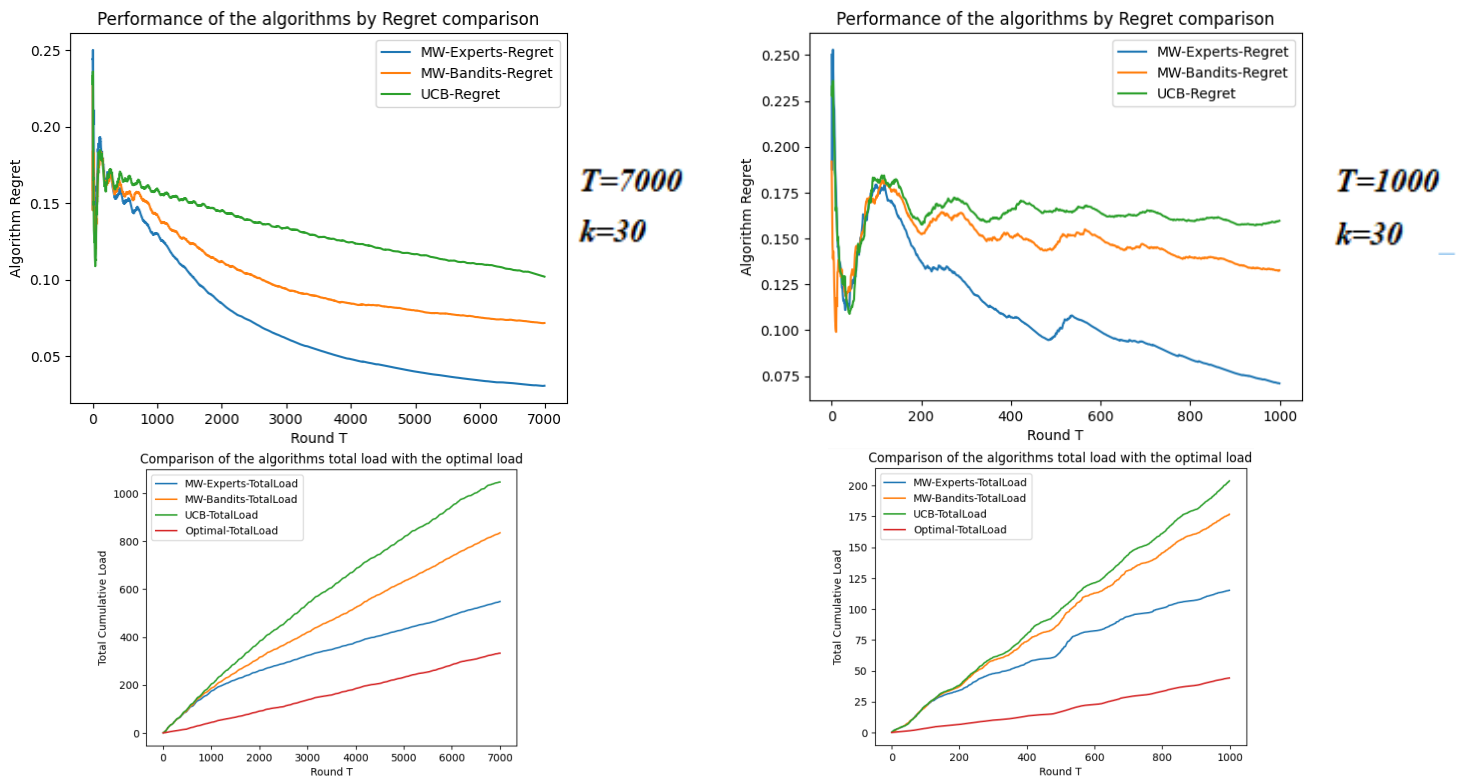 Performance of the algorithms by Regret comparison
Algorithm Regret
0.25
0.20
0.15
0.10
0.05
MW-Experts-Regret
MW-Bandits-Regret
UCB-Regret
0 1000 2000 3000 4000 5000 6000 7000
Round T
T=7000
k=30
Performance of the algorithms by Regret comparison
Algorithm Regret
0.250
0.225
0.200
0.175
0.150
0.125
0.100
0.075
MW-Experts-Regret
MW-Bandits-Regret
UCB-Regret
0 200 400 600 800 1000
Round T
T=1000
k=30
Comparison of the algorithms total load with the optimal load
Total Cumulative Load
1000
800
600
400
200
0
MW-Experts-TotalLoad
MW-Bandits-TotalLoad
UCB-TotalLoad
Optimal-TotalLoad
0 1000 2000 3000 4000 5000 6000 7000
Round T
Comparison of the algorithms total load with the optimal load
Total Cumulative Load
200
175
150
125
100
75
50
25
0
MW-Experts-TotalLoad
MW-Bandits-TotalLoad
UCB-TotalLoad
Optimal-TotalLoad
0 200 400 600 800 1000
Round T